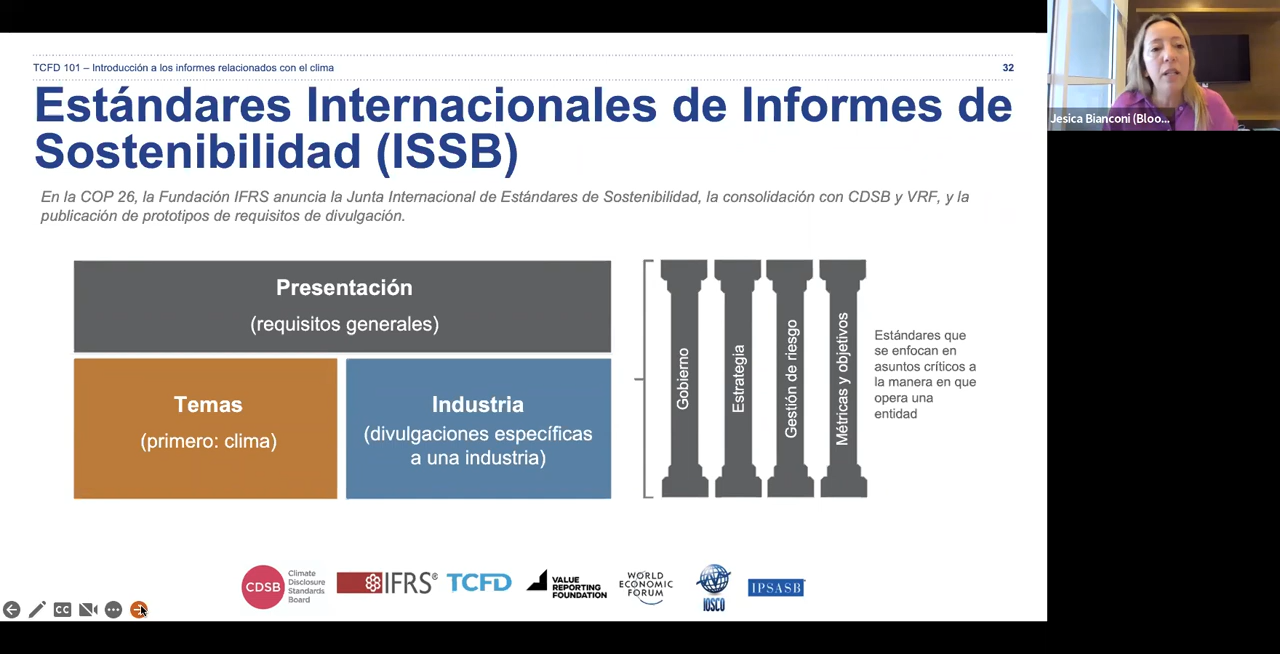 TCFD 101 – Introducción a los informes relacionados con el clima
32
Estándares Internacionales de Informes de
Sostenibilidad (ISSB)
En la COP 26, la Fundación IFRS anuncia la Junta Internacional de Estándares de Sostenibilidad, la consolidación con CDSB y VRF, y la
publicación de prototipos de requisitos de divulgación.
Presentación
(requisitos generales)
Temas
(primero: clima)
Industria
(divulgaciones específicas
a una industria)
Gobierno
Estrategia
Gestión de riesgo
Métricas y objetivos
Estándares que
se enfocan en
asuntos críticos a
la manera en que
opera una
entidad
CDSB
Climate
Disclosure
Standards
Board
IFRS®
TCFD
VALUE
REPORTING
FOUNDATION
WORLD
ECONOMIC
FORUM
IOSCO
IPSASB
CC
Jesica Bianconi (Bloo...